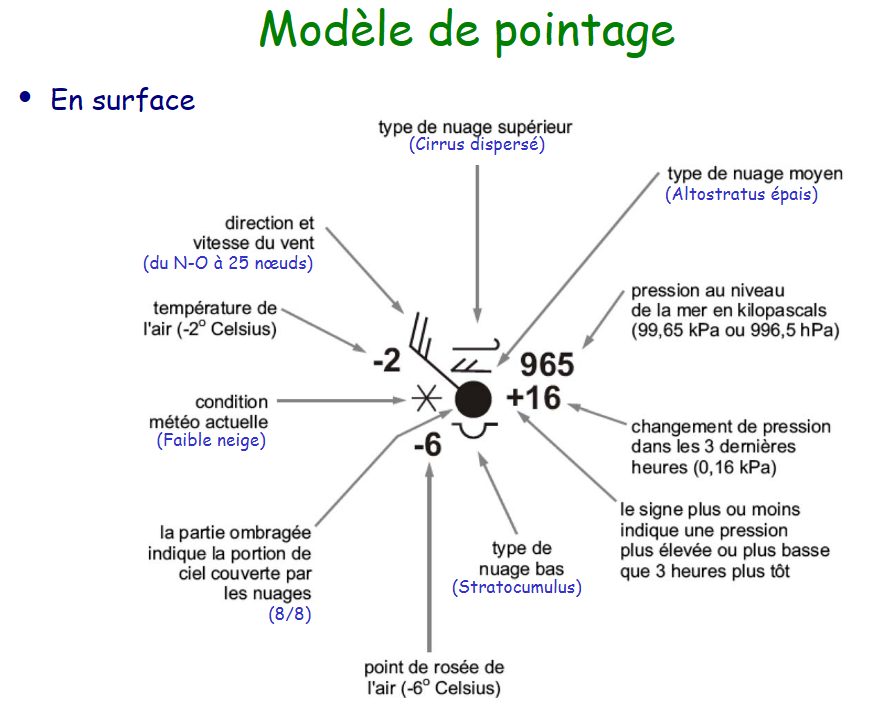 Modèle de pointage
• En surface
type de nuage supérieur
(Cirrus dispersé)
type de nuage moyen
(Altostratus épais)
direction et
vitesse du vent
(du N-O à 25 nœuds)
température de
l'air (-2° Celsius)
pression au niveau
de la mer en kilopascals
(99,65 kPa ou 996,5 hPa)
-2
965
+16
-6
condition
météo actuelle
(Faible neige)
changement de pression
dans les 3 dernières
heures (0,16 kPa)
la partie ombragée
indique la portion de
ciel couverte par
les nuages
(8/8)
type de
nuage bas
(Stratocumulus)
le signe plus ou moins
indique une pression
plus élevée ou plus basse
que 3 heures plus tôt
point de rosée de
l'air (-6° Celsius)